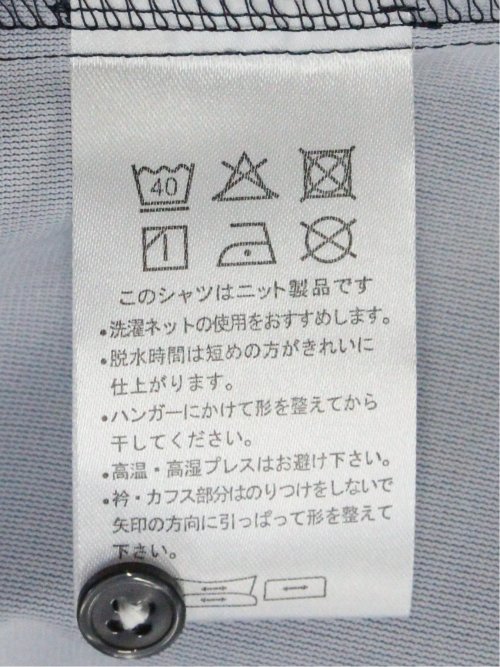 40
このシャツはニット製品です
・洗濯ネットの使用をおすすめします。
・脱水時間は短めの方がきれいに
仕上がります。
・ハンガーにかけて形を整えてから
干してください。
・高温・高湿プレスはお避け下さい。
・衿・カフス部分はのりつけをしないで
矢印の方向に引っぱって形を整えて
下さい。